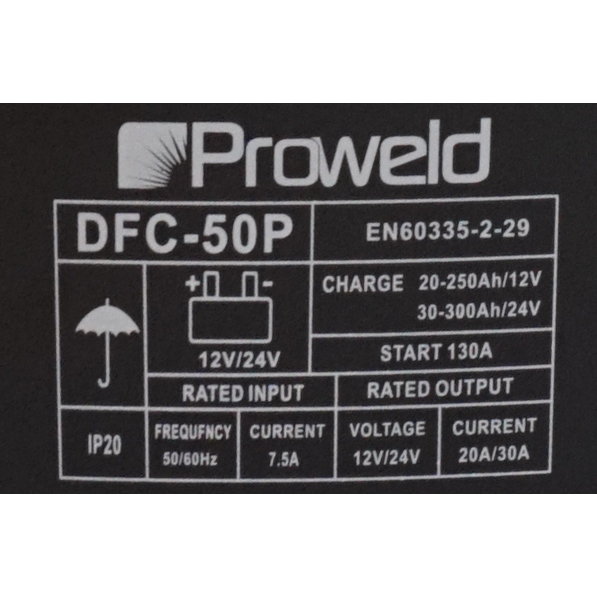 Proweld
DFC-50P
EN60335-2-29
+ -
12V/24V
CHARGE 20-250Ah/12V
30-300Ah/24V
START 130A
RATED INPUT
RATED OUTPUT
IP20
FREQUFNCY
50/60Hz
CURRENT
7.5A
VOLTAGE
12V/24V
CURRENT
20A/30A